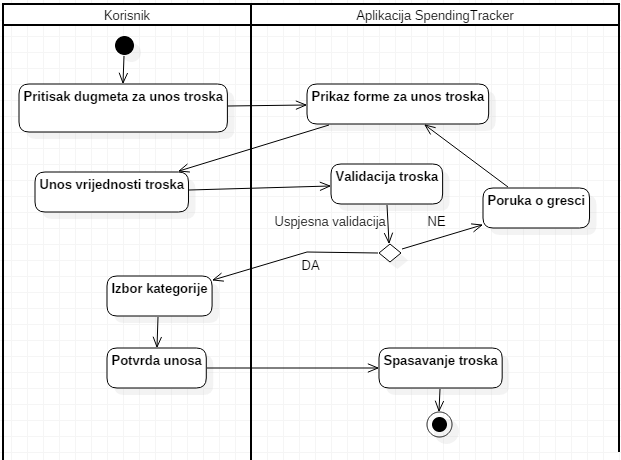 Korisnik
Aplikacija SpendingTracker
Pritisak dugmeta za unos troska
Prikaz forme za unos troska
Unos vrijednosti troska
Validacija troska
Poruka o gresci
Uspjesna validacija
NE
DA
Izbor kategorije
Potvrda unosa
Spasavanje troska